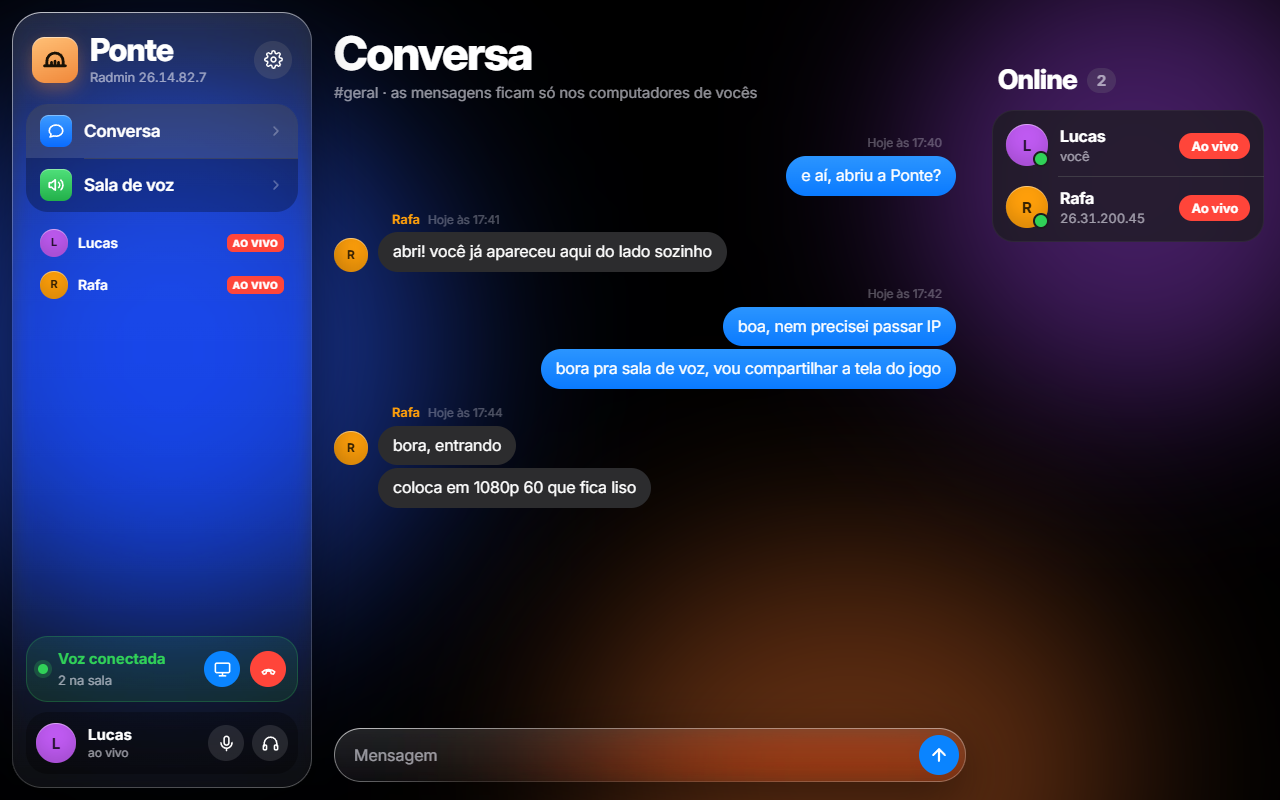 Ponte
Radmin 26.14.82.7
Conversa
Sala de voz
L Lucas AO VIVO
R Rafa AO VIVO
Voz conectada
2 na sala
L Lucas
ao vivo
Conversa
#geral · as mensagens ficam só nos computadores de vocês
Hoje às 17:40
e aí, abriu a Ponte?
Rafa Hoje às 17:41
R abri! você já apareceu aqui do lado sozinho
Hoje às 17:42
boa, nem precisei passar IP
bora pra sala de voz, vou compartilhar a tela do jogo
Rafa Hoje às 17:44
R bora, entrando
coloca em 1080p 60 que fica liso
Mensagem
Online 2
L Lucas Ao vivo
você
R Rafa Ao vivo
26.31.200.45